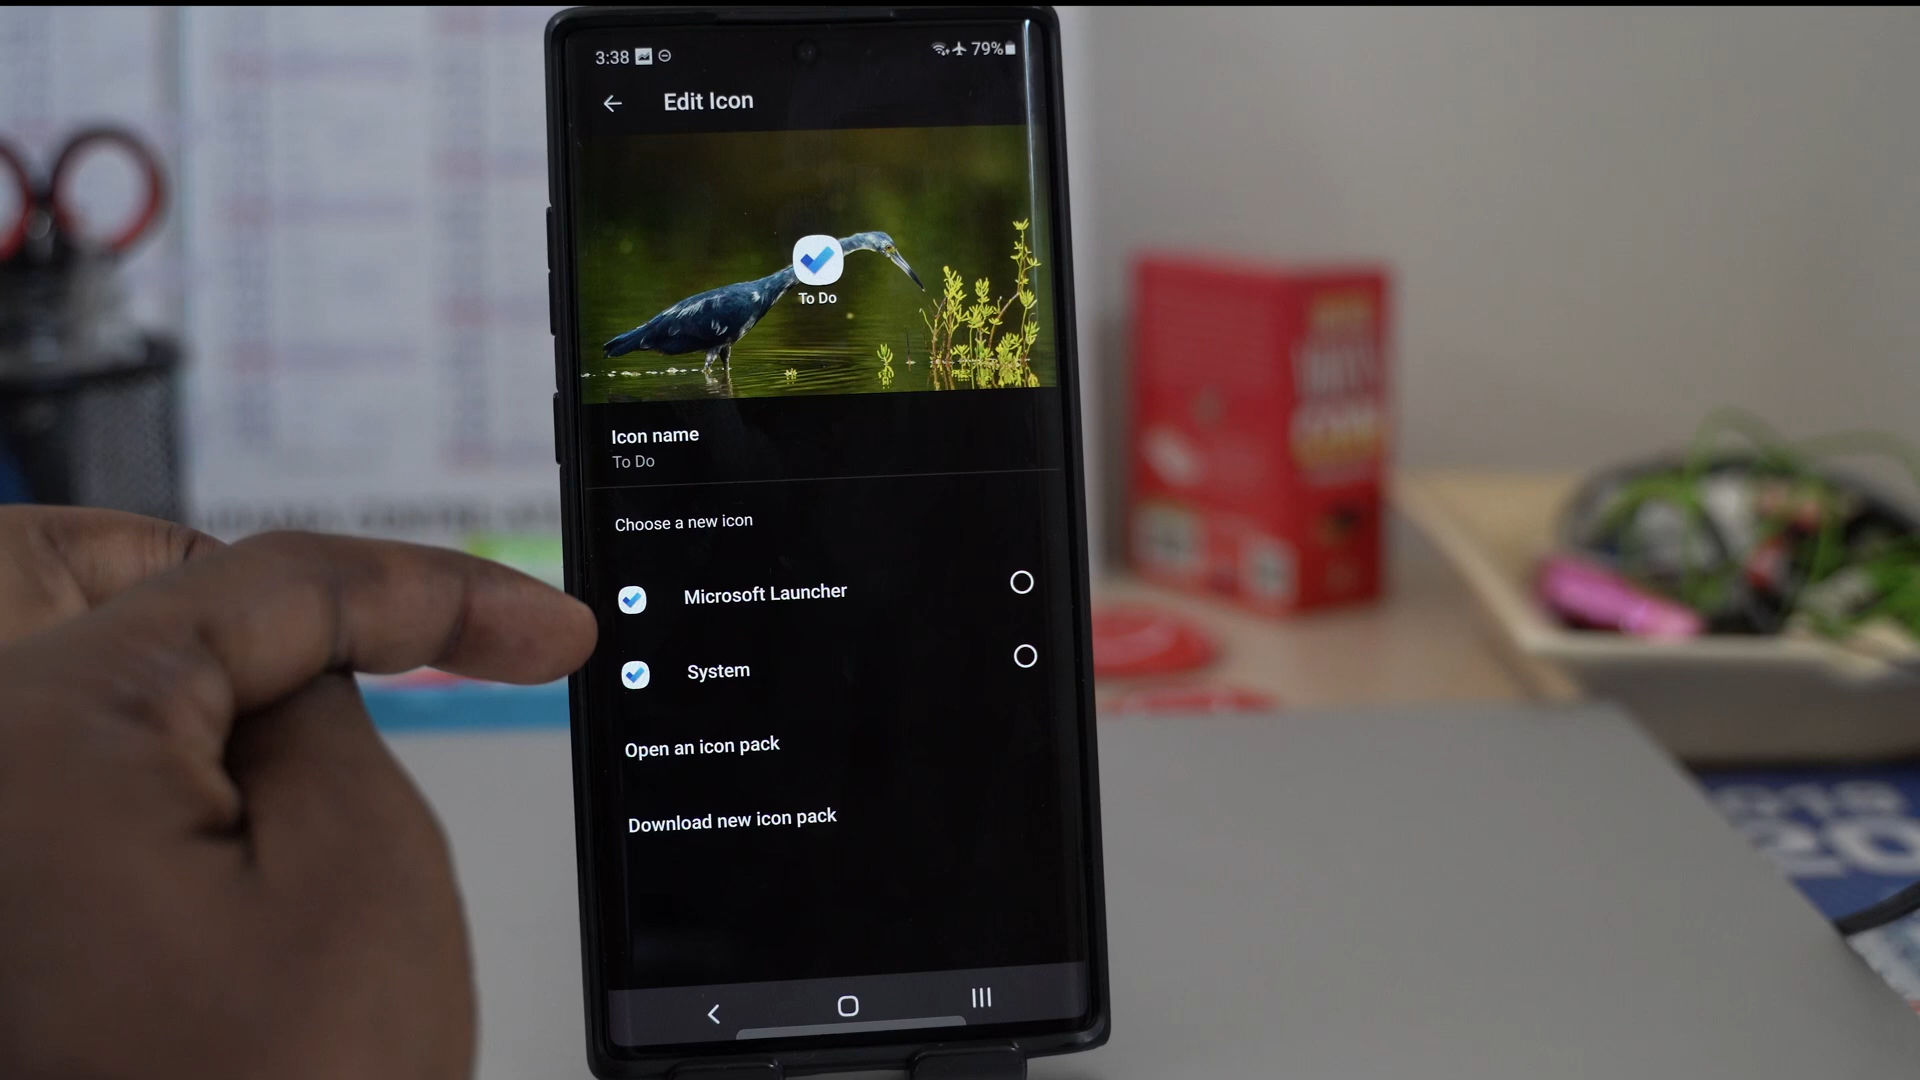 3:38
79%
Edit Icon
To Do
Icon name
To Do
Choose a new icon
Microsoft Launcher
System
Open an icon pack
Download new icon pack